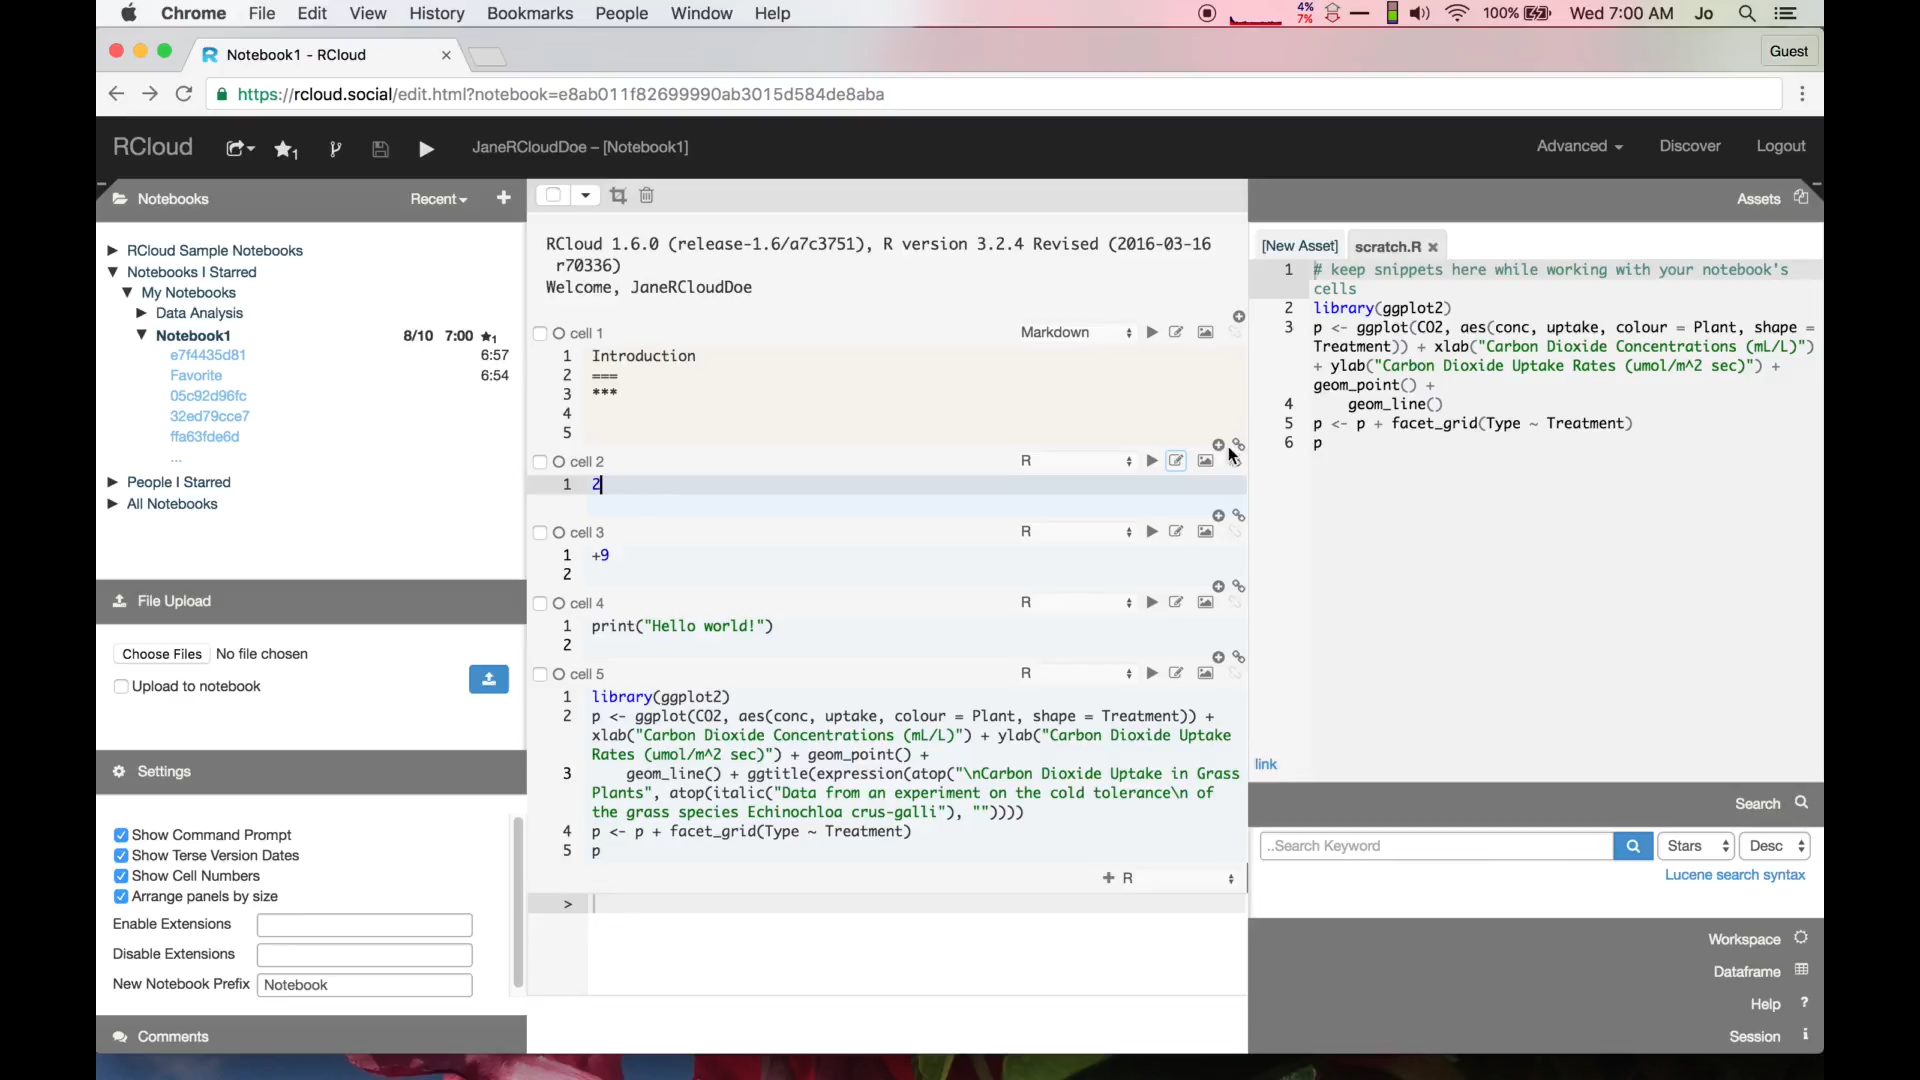 Chrome File Edit View History Bookmarks People Window Help
4% 7% 100% Wed 7:00 AM Jo
Notebook1 - RCloud
Guest
https://rcloud.social/edit.html?notebook=e8ab011f82699990ab3015d584de8aba
RCloud 1 JaneRCloudDoe – [Notebook1] Advanced Discover Logout
Notebooks Recent
RCloud Sample Notebooks
Notebooks I Starred
My Notebooks
Data Analysis
Notebook1 8/10 7:00 1
e7f4435d81 6:57
Favorite 6:54
05c92d96fc
32ed79cce7
ffa63fde6d
...
People I Starred
All Notebooks
File Upload
Choose Files No file chosen
Upload to notebook
Settings
Show Command Prompt
Show Terse Version Dates
Show Cell Numbers
Arrange panels by size
Enable Extensions
Disable Extensions
New Notebook Prefix Notebook
Comments
RCloud 1.6.0 (release-1.6/a7c3751), R version 3.2.4 Revised (2016-03-16
r70336)
Welcome, JaneRCloudDoe
cell 1 Markdown
1 Introduction
2 ===
3 ***
4
5
cell 2 R
1 2
cell 3 R
1 +9
2
cell 4 R
1 print("Hello world!")
2
cell 5 R
1 library(ggplot2)
2 p <- ggplot(CO2, aes(conc, uptake, colour = Plant, shape = Treatment)) +
xlab("Carbon Dioxide Concentrations (mL/L)") + ylab("Carbon Dioxide Uptake
Rates (umol/m^2 sec)") + geom_point() +
3 geom_line() + ggtitle(expression(atop("\nCarbon Dioxide Uptake in Grass
Plants", atop(italic("Data from an experiment on the cold tolerance\n of
the grass species Echinochloa crus-galli"), ""))))
4 p <- p + facet_grid(Type ~ Treatment)
5 p
+ R
>
Assets
[New Asset] scratch.R
1 # keep snippets here while working with your notebook's
cells
2 library(ggplot2)
3 p <- ggplot(CO2, aes(conc, uptake, colour = Plant, shape =
Treatment)) + xlab("Carbon Dioxide Concentrations (mL/L)")
+ ylab("Carbon Dioxide Uptake Rates (umol/m^2 sec)") +
geom_point() +
4 geom_line()
5 p <- p + facet_grid(Type ~ Treatment)
6 p
link
Search
..Search Keyword Stars Desc
Lucene search syntax
Workspace
Dataframe
Help ?
Session i